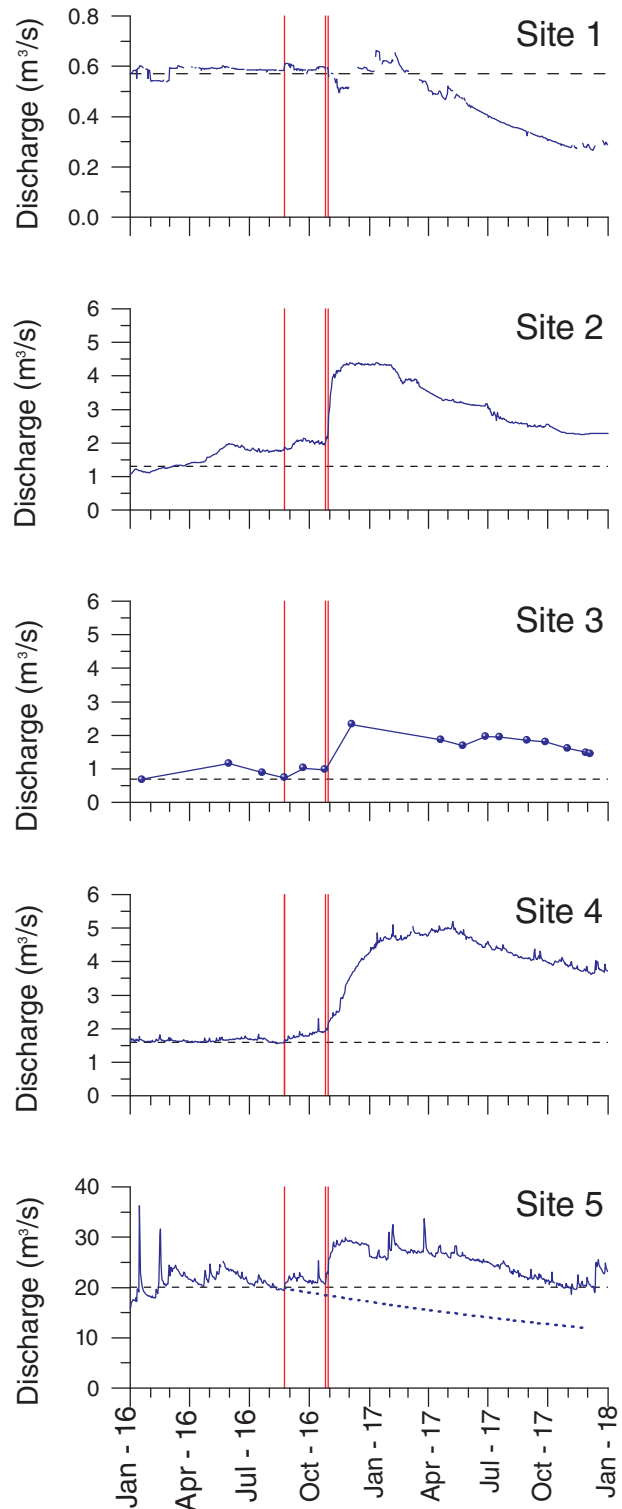 Site 1
Discharge (m³/s)
0.8
0.6
0.4
0.2
0.0
Site 2
Discharge (m³/s)
6
5
4
3
2
1
0
Site 3
Discharge (m³/s)
6
5
4
3
2
1
0
Site 4
Discharge (m³/s)
6
5
4
3
2
1
0
Site 5
Discharge (m³/s)
40
30
20
10
0
Jan - 16
Apr - 16
Jul - 16
Oct - 16
Jan - 17
Apr - 17
Jul - 17
Oct - 17
Jan - 18